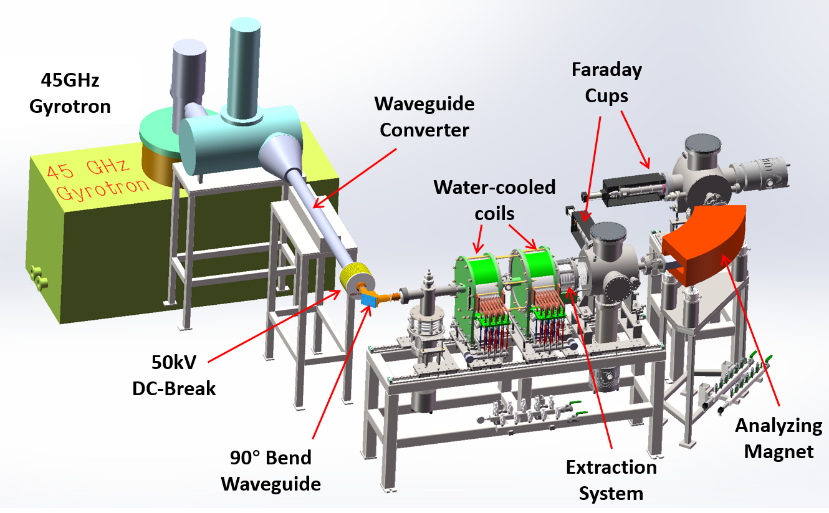 45GHz
Gyrotron
45 GHz
Gyrotron
Waveguide
Converter
Faraday
Cups
Water-cooled
coils
50kV
DC-Break
90° Bend
Waveguide
Extraction
System
Analyzing
Magnet